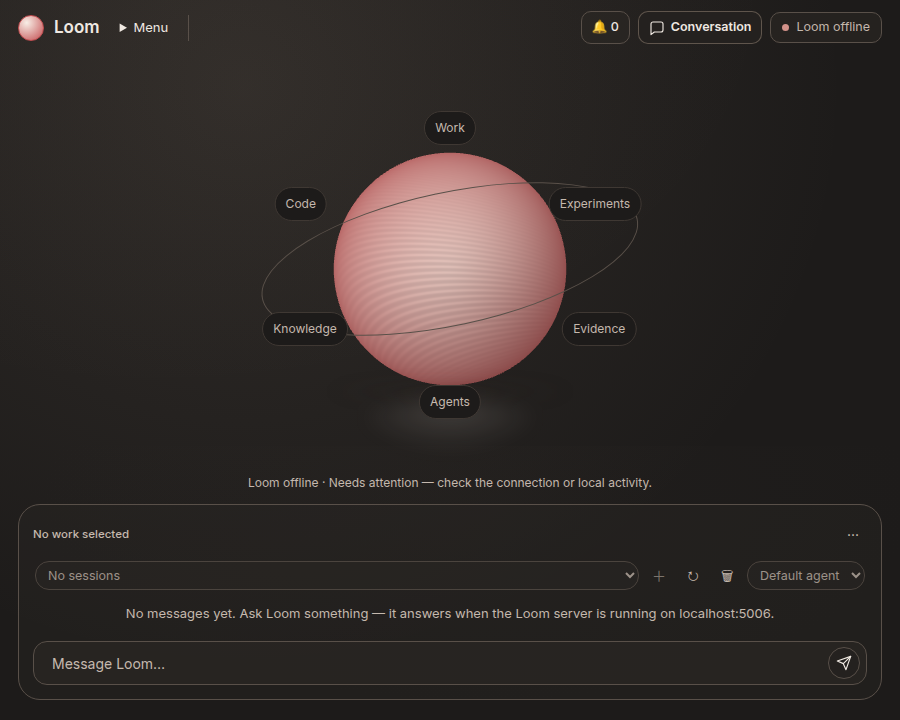 Loom
Menu
0
Conversation
Loom offline
Work
Code
Experiments
Knowledge
Evidence
Agents
Loom offline · Needs attention — check the connection or local activity.
No work selected
...
No sessions
Default agent
No messages yet. Ask Loom something — it answers when the Loom server is running on localhost:5006.
Message Loom...